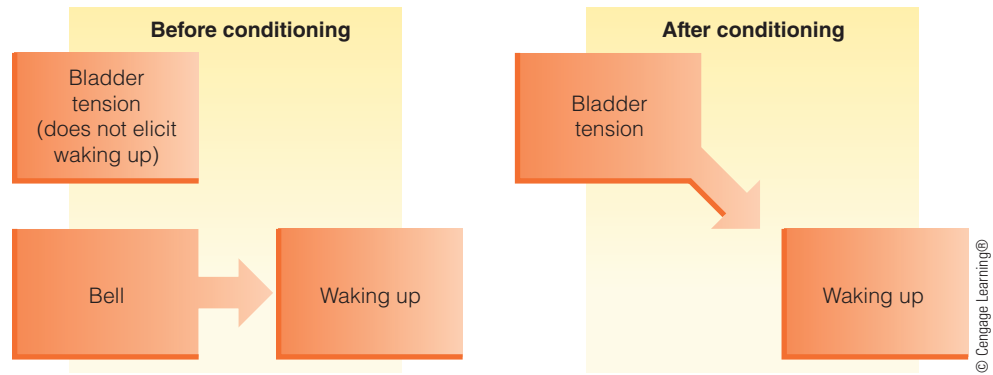 Before conditioning
Bladder
tension
(does not elicit
waking up)
Bell
Waking up
After conditioning
Bladder
tension
Waking up
© Cengage Learning®